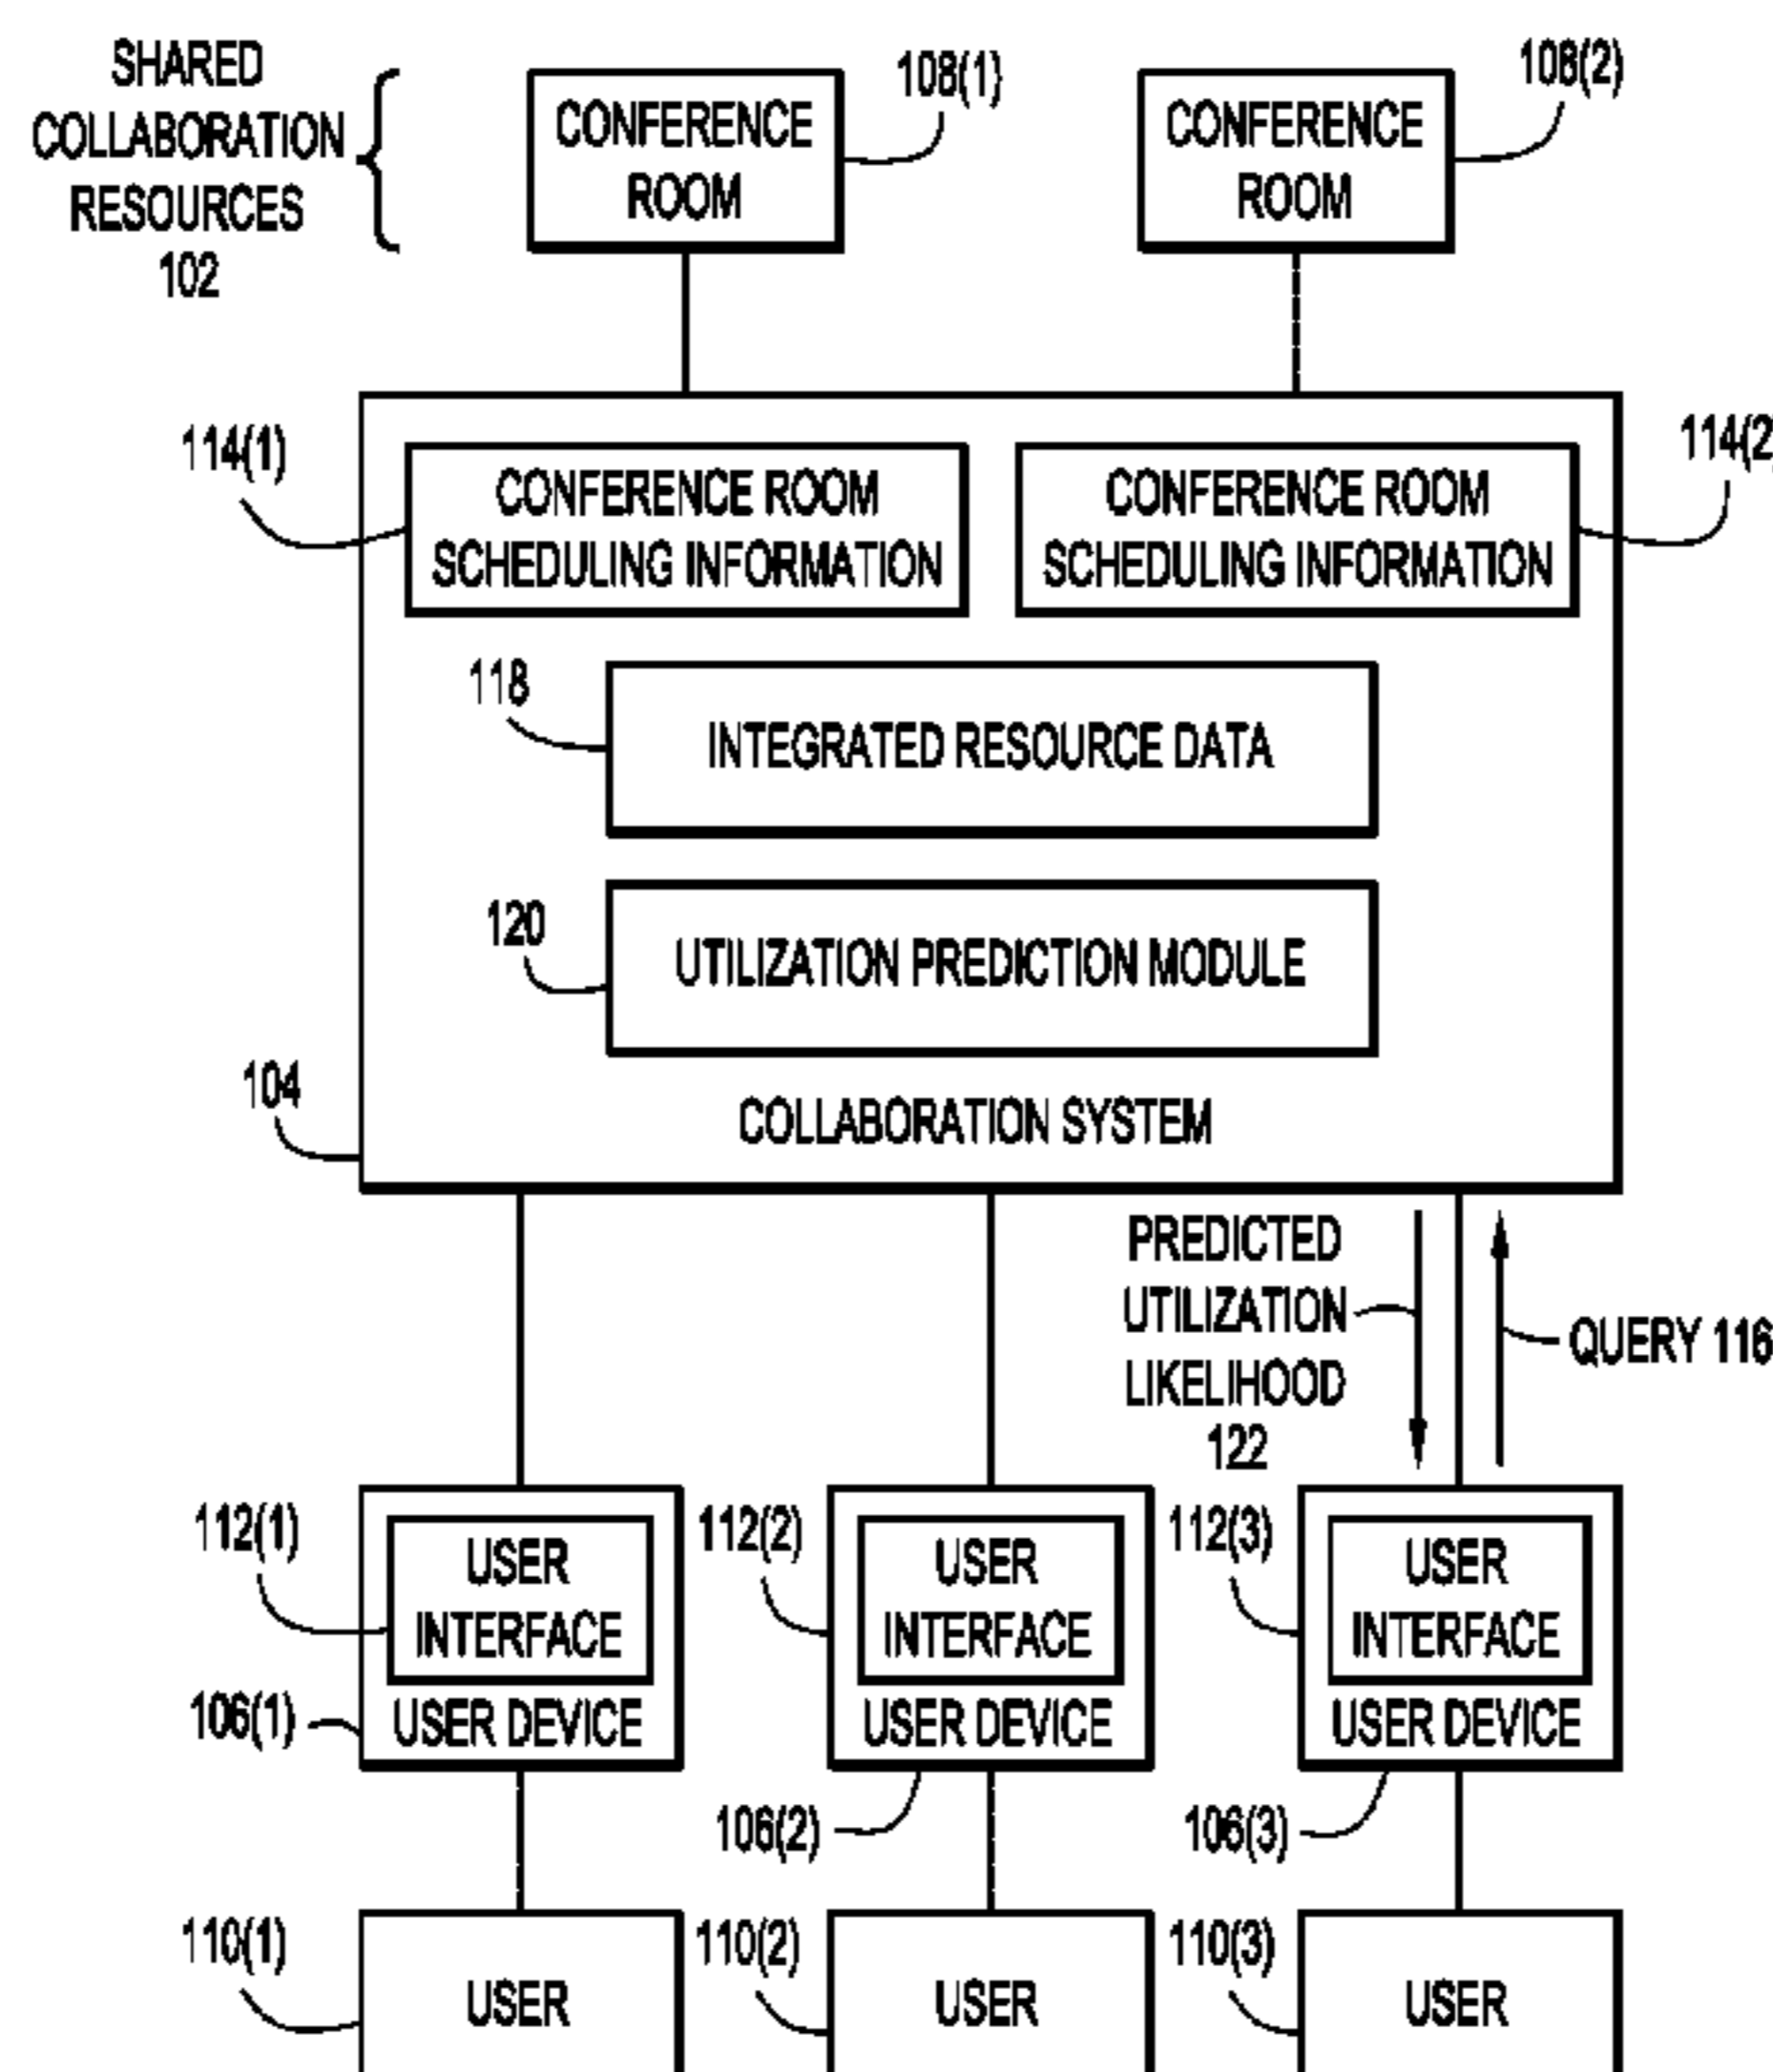 SHARED
COLLABORATION
RESOURCES
102
CONFERENCE
ROOM
108(1)
CONFERENCE
ROOM
108(2)
114(1)
CONFERENCE ROOM
SCHEDULING INFORMATION
CONFERENCE ROOM
SCHEDULING INFORMATION
114(2
118
INTEGRATED RESOURCE DATA
120
UTILIZATION PREDICTION MODULE
104
COLLABORATION SYSTEM
PREDICTED
UTILIZATION
LIKELIHOOD
122
QUERY 116
112(1)
USER
INTERFACE
USER DEVICE
106(1)
112(2)
USER
INTERFACE
USER DEVICE
106(2)
112(3)
USER
INTERFACE
USER DEVICE
106(3)
110(1)
USER
110(2)
USER
110(3)
USER